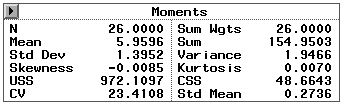 Moments
N 26.0000 Sum Wgts 26.0000
Mean 5.9596 Sum 154.9503
Std Dev 1.3952 Variance 1.9466
Skewness -0.0085 Kurtosis 0.0070
USS 972.1097 CSS 48.6643
CV 23.4108 Std Mean 0.2736